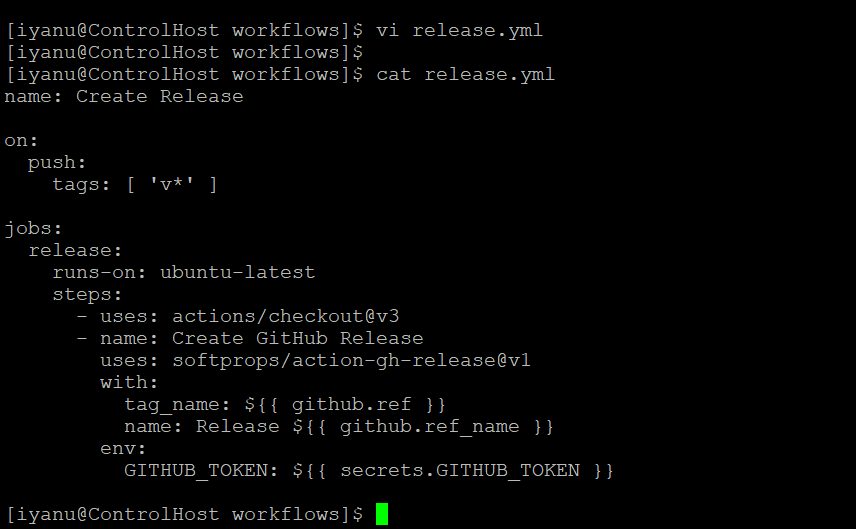 [iyanu@ControlHost workflows]$ vi release.yml
[iyanu@ControlHost workflows]$
[iyanu@ControlHost workflows]$ cat release.yml
name: Create Release

on:
  push:
    tags: [ 'v*' ]

jobs:
  release:
    runs-on: ubuntu-latest
    steps:
      - uses: actions/checkout@v3
      - name: Create GitHub Release
        uses: softprops/action-gh-release@v1
        with:
          tag_name: ${{ github.ref }}
          name: Release ${{ github.ref_name }}
        env:
          GITHUB_TOKEN: ${{ secrets.GITHUB_TOKEN }}

[iyanu@ControlHost workflows]$